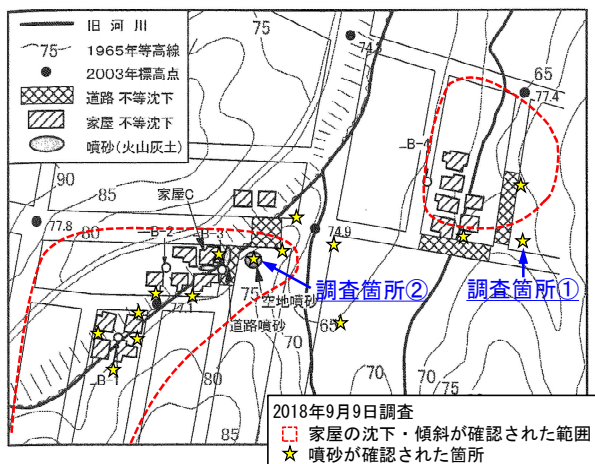 旧河川
75 1965年等高線
2003年標高点
道路 不等沈下
家屋 不等沈下
噴砂(火山灰土)
75
74.3
65
77.4
B-4
90
85
80
77.8
家屋C
B-2
B-3
74.9
75
空地噴砂
調査箇所②
調査箇所①
道路噴砂
77.1
65
70
B-1
80
85
70
70
75
2018年9月9日調査
家屋の沈下・傾斜が確認された範囲
噴砂が確認された箇所